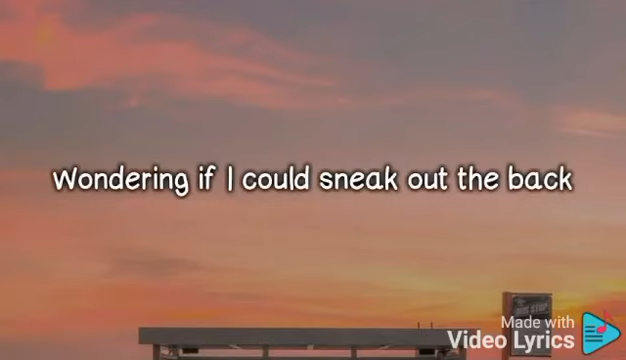 Wondering if I could sneak out the back
Made with
Video Lyrics